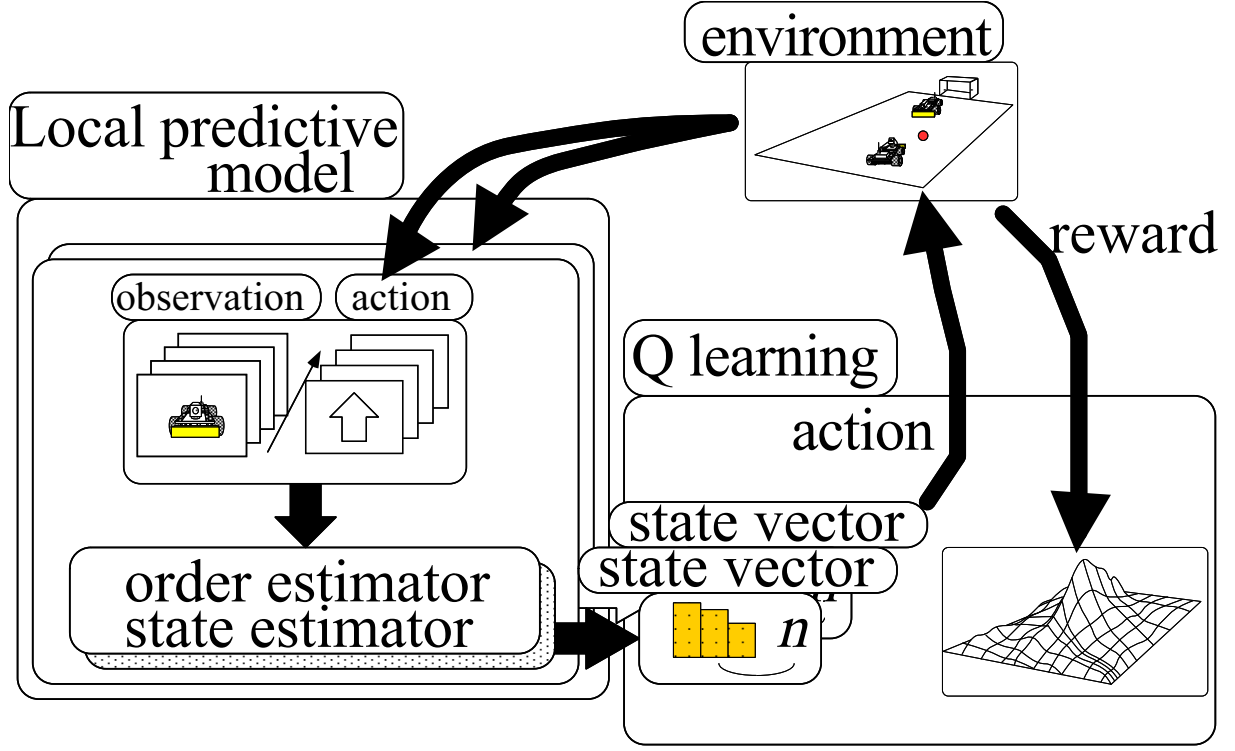 environment
Local predictive
model
reward
observation
action
Q learning
action
state vector
state vector
order estimator
state estimator
n
n